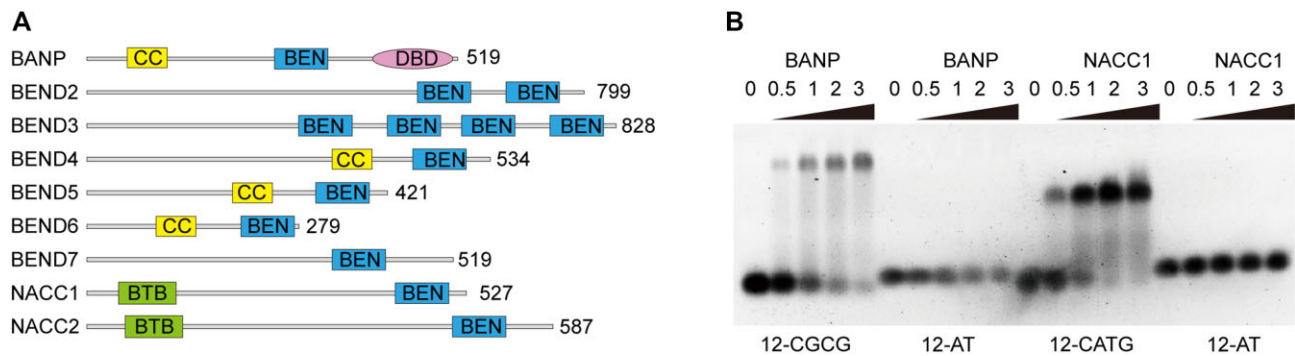 A
BANP CC BEN DBD 519
BEND2 BEN BEN 799
BEND3 BEN BEN BEN BEN 828
BEND4 CC BEN 534
BEND5 CC BEN 421
BEND6 CC BEN 279
BEND7 BEN 519
NACC1 BTB BEN 527
NACC2 BTB BEN 587
B
BANP BANP NACC1 NACC1
0 0.5 1 2 3 0 0.5 1 2 3 0 0.5 1 2 3 0 0.5 1 2 3
12-CGCG 12-AT 12-CATG 12-AT